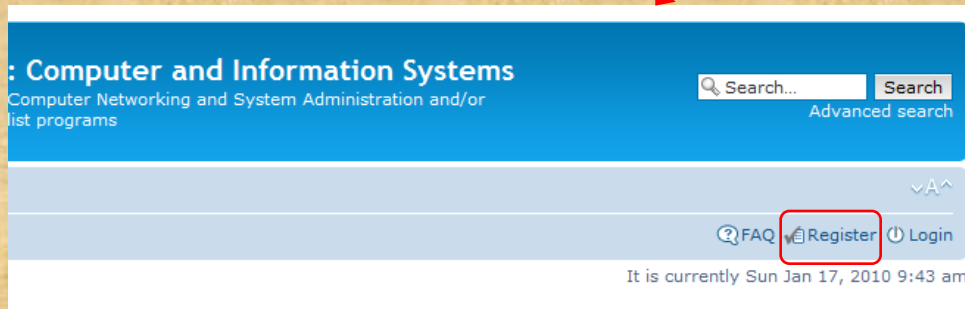 : Computer and Information Systems
Computer Networking and System Administration and/or
list programs
Search...
Search
Advanced search
A
FAQ
Register
Login
It is currently Sun Jan 17, 2010 9:43 am